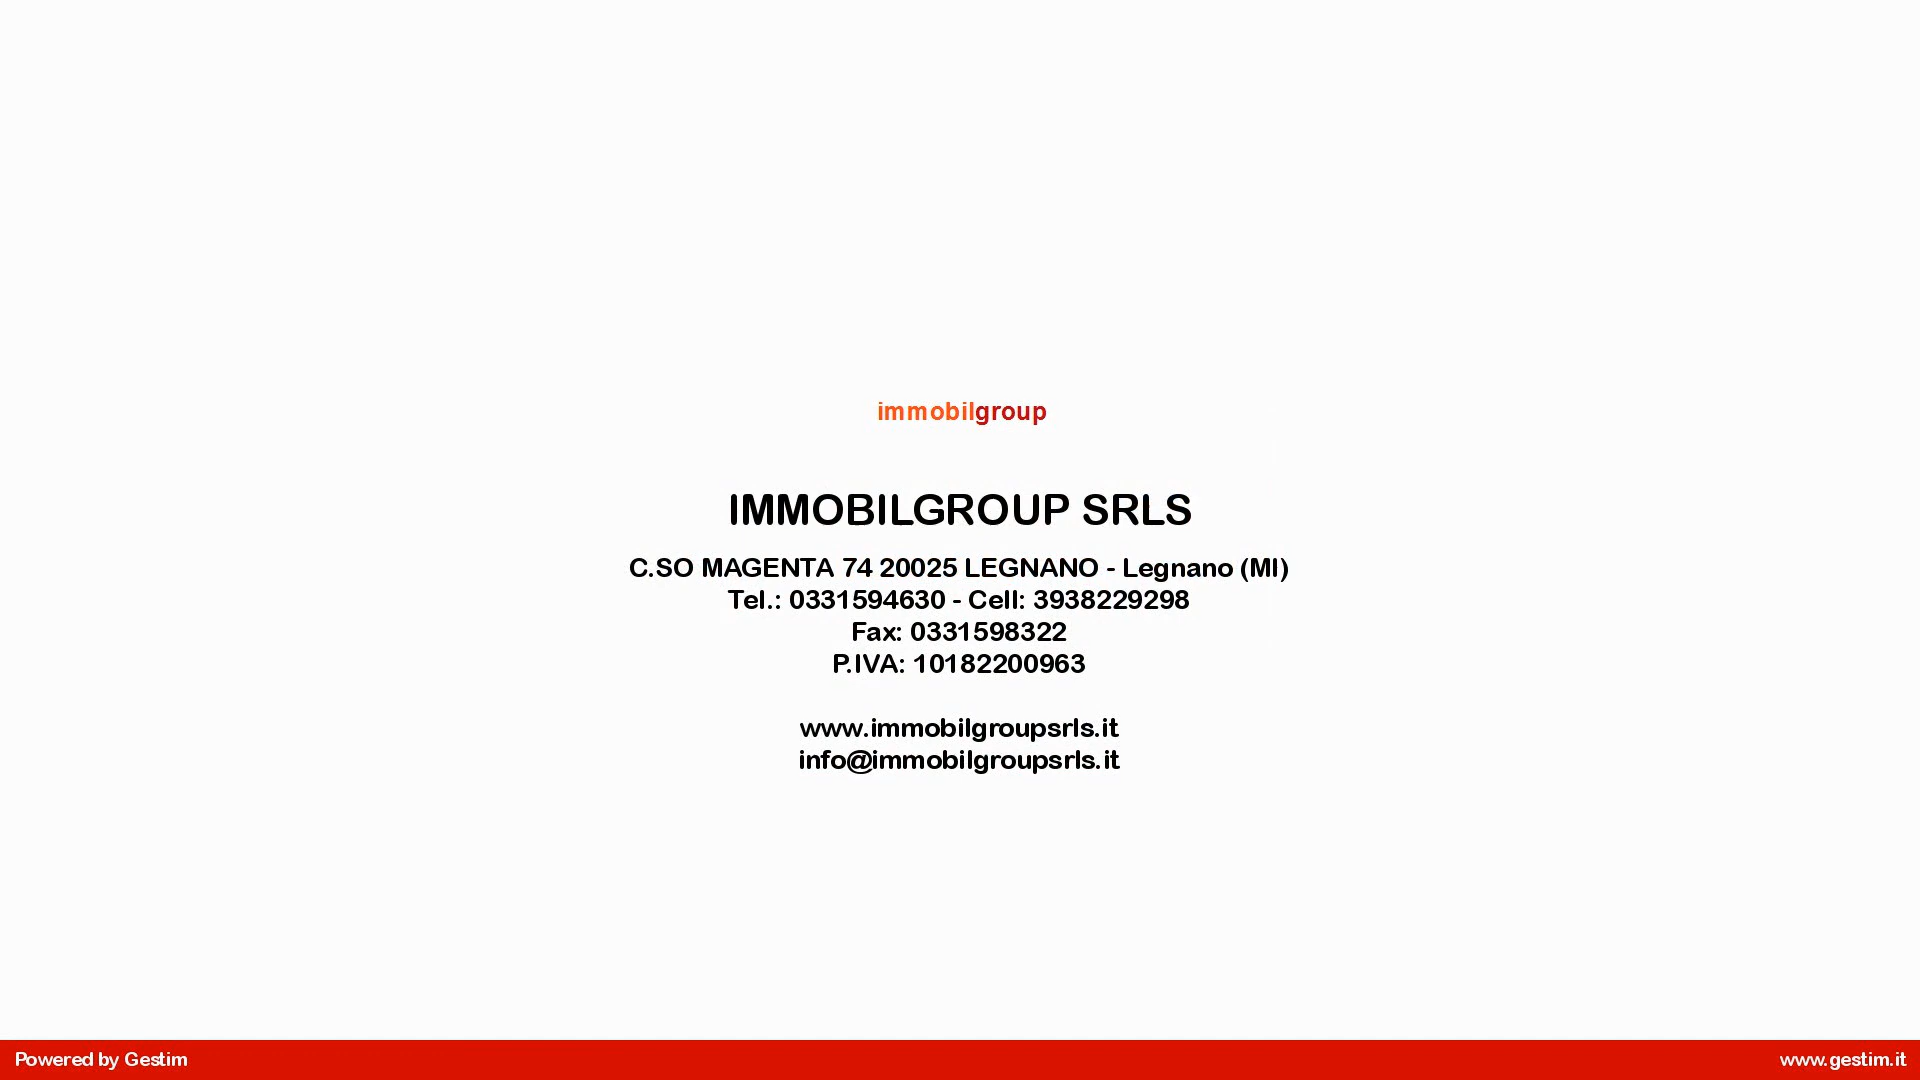 immobilgroup
IMMOBILGROUP SRLS
C.SO MAGENTA 74 20025 LEGNANO - Legnano (MI)
Tel.: 0331594630 - Cell: 3938229298
Fax: 0331598322
P.IVA: 10182200963
www.immobilgroupsrls.it
info@immobilgroupsrls.it
Powered by Gestim
www.gestim.it